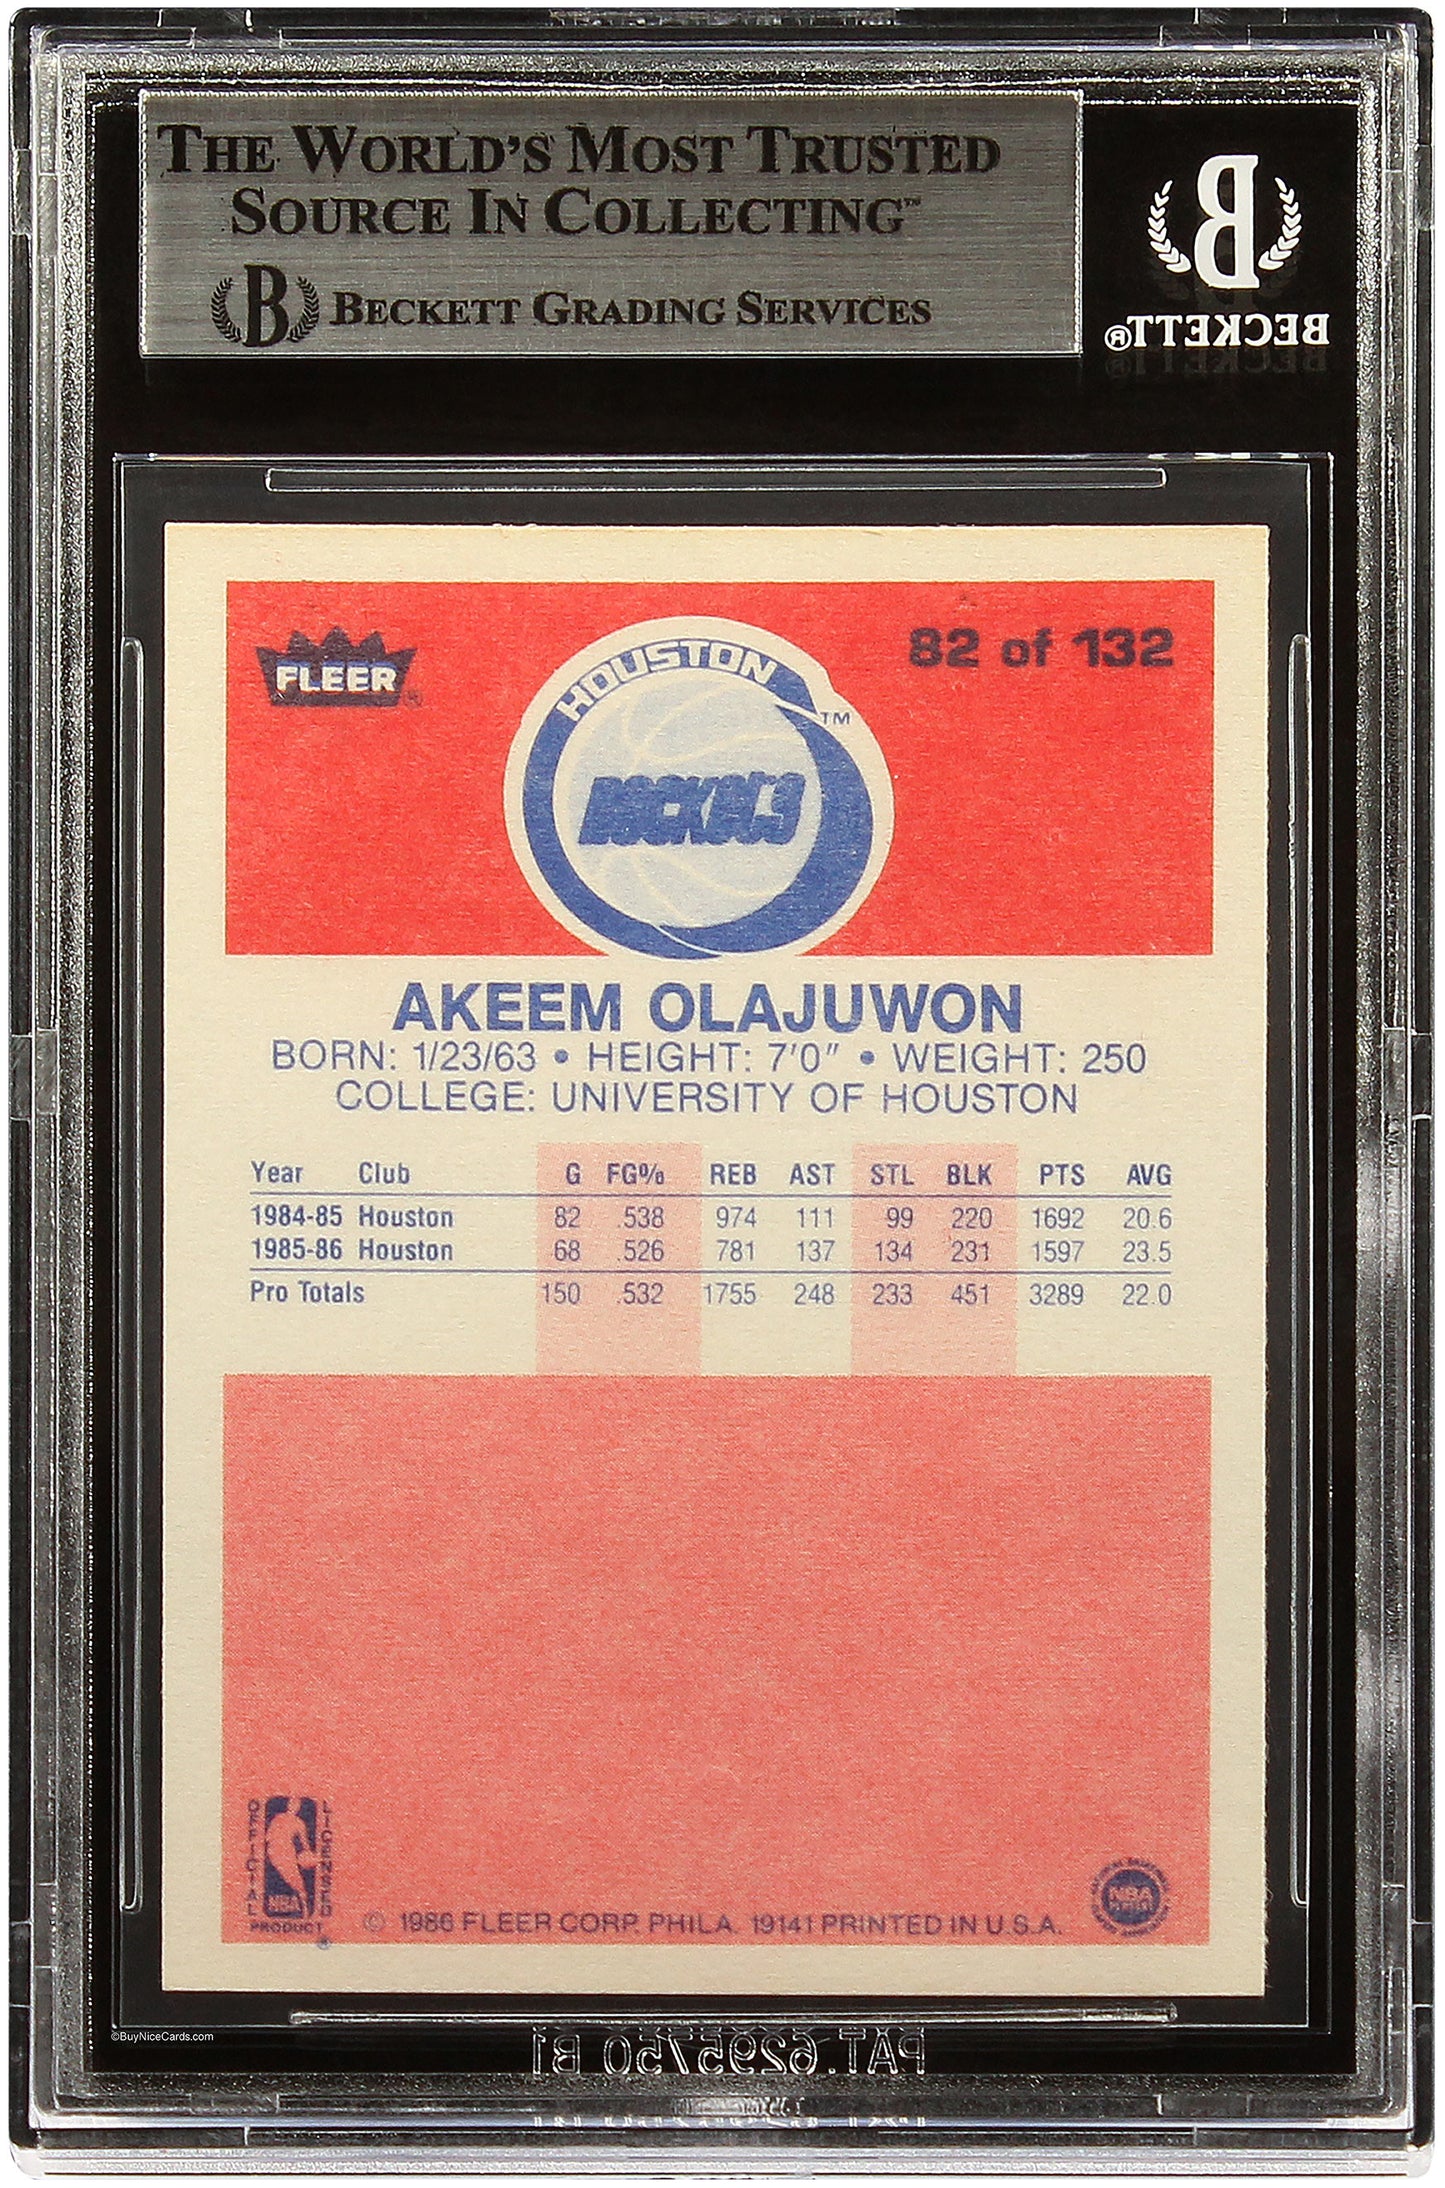 THE WORLD'S MOST TRUSTED
SOURCE IN COLLECTING™
B BECKETT GRADING SERVICES
B
BECKETT®
FLEER®
HOUSTON
ROCKETS
TM
82 of 132
AKEEM OLAJUWON
BORN: 1/23/63 • HEIGHT: 7'0" • WEIGHT: 250
COLLEGE: UNIVERSITY OF HOUSTON
Year Club G FG% REB AST STL BLK PTS AVG
1984-85 Houston 82 .538 974 111 99 220 1692 20.6
1985-86 Houston 68 .526 781 137 134 231 1597 23.5
Pro Totals 150 .532 1755 248 233 451 3289 22.0
OFFICIAL
NBA
LICENSED
PRODUCT
®
© 1986 FLEER CORP. PHILA. 19141 PRINTED IN U.S.A.
NBA
©BuyNiceCards.com
PAT. 6295750 B1